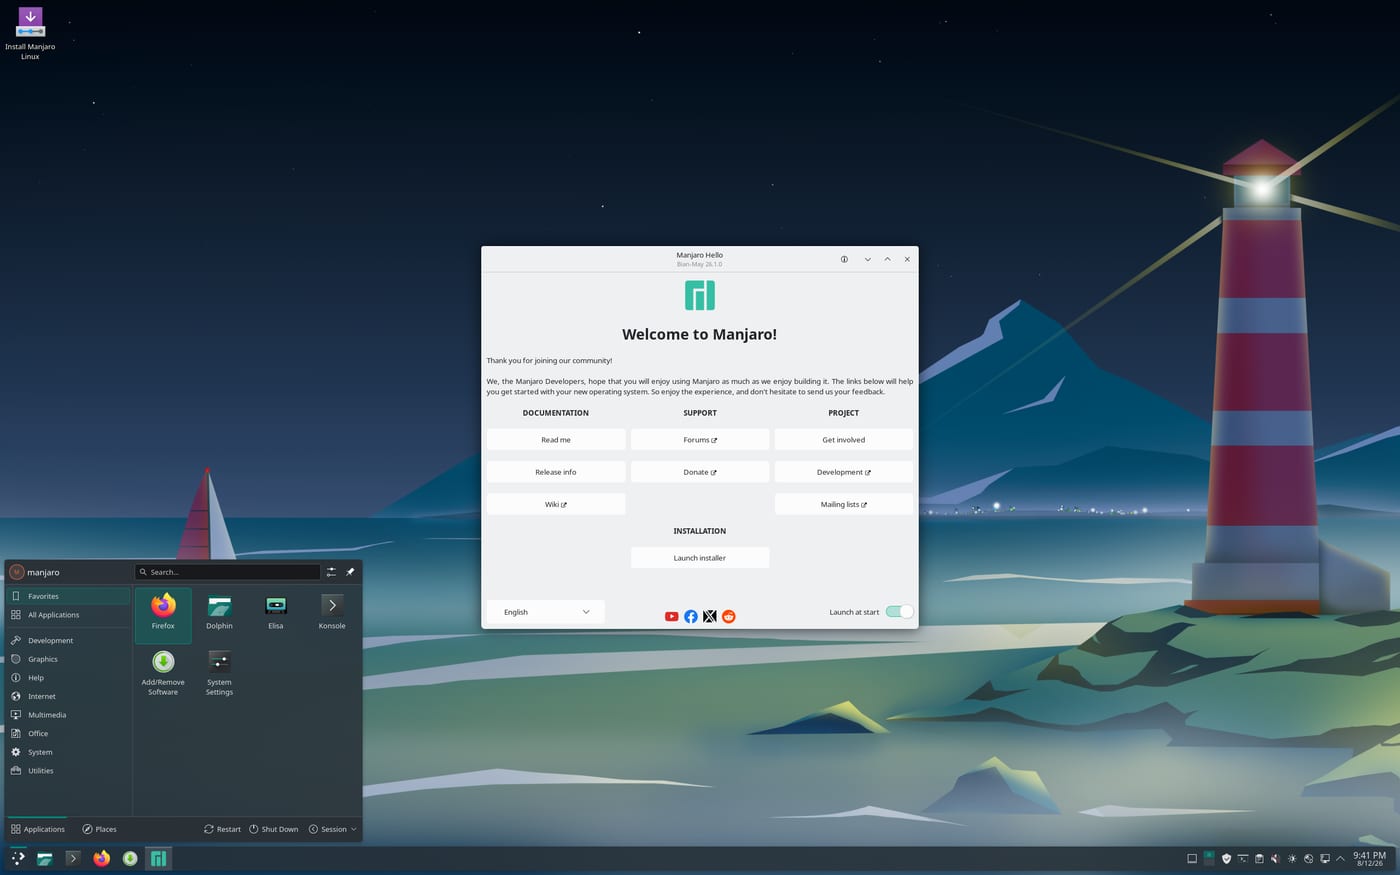 Install Manjaro
Linux
Manjaro Hello
Bian-May 26.1.0
Welcome to Manjaro!
Thank you for joining our community!
We, the Manjaro Developers, hope that you will enjoy using Manjaro as much as we enjoy building it. The links below will help
you get started with your new operating system. So enjoy the experience, and don't hesitate to send us your feedback.
DOCUMENTATION SUPPORT PROJECT
Read me Forums Get involved
Release info Donate Development
Wiki Mailing lists
INSTALLATION
Launch installer
English Launch at start
M manjaro Search...
Favorites
All Applications
Development
Graphics
Help
Internet
Multimedia
Office
System
Utilities
Firefox Dolphin Elisa Konsole
Add/Remove
Software
System
Settings
Applications Places Restart Shut Down Session
9:41 PM
8/12/26